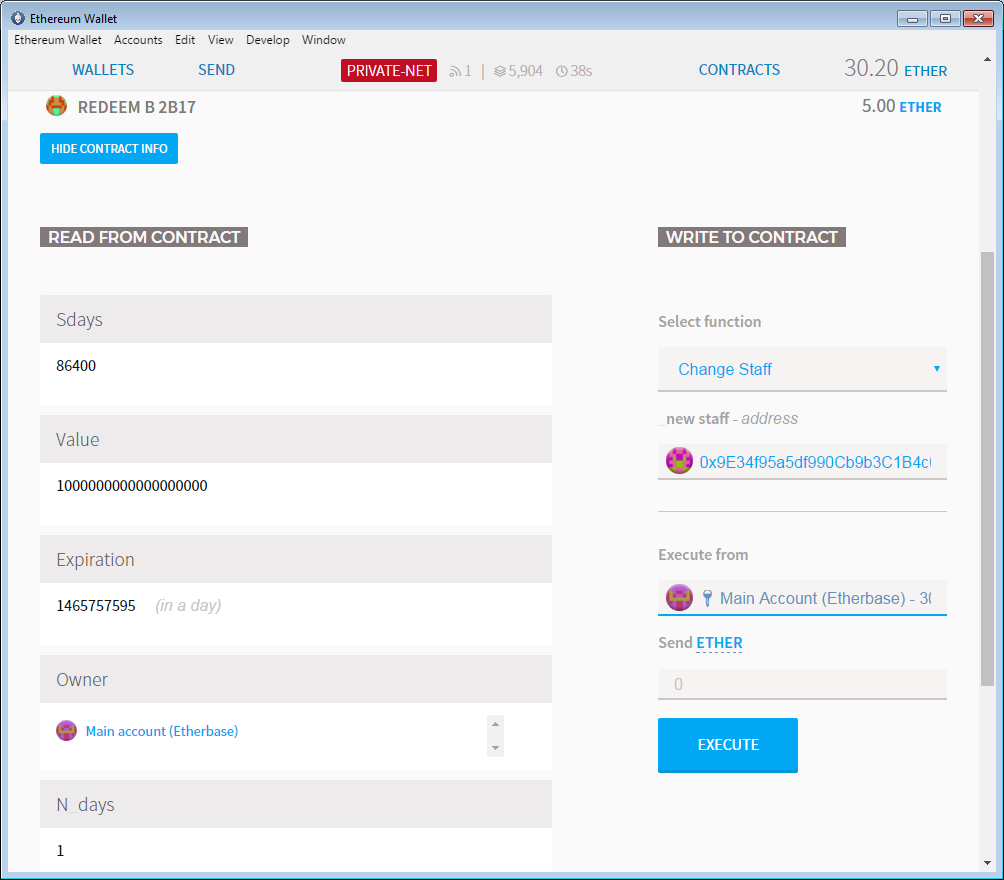 Ethereum Wallet
Ethereum Wallet Accounts Edit View Develop Window
WALLETS SEND PRIVATE-NET 1 | 5,904 38s CONTRACTS 30.20 ETHER
REDEEM B 2B17 5.00 ETHER
HIDE CONTRACT INFO
READ FROM CONTRACT
Sdays
86400
Value
1000000000000000000
Expiration
1465757595 (in a day)
Owner
Main account (Etherbase)
N_days
1
WRITE TO CONTRACT
Select function
Change Staff
_new staff - address
0x9E34f95a5df990Cb9b3C1B4c
Execute from
Main Account (Etherbase) - 30
Send ETHER
0
EXECUTE